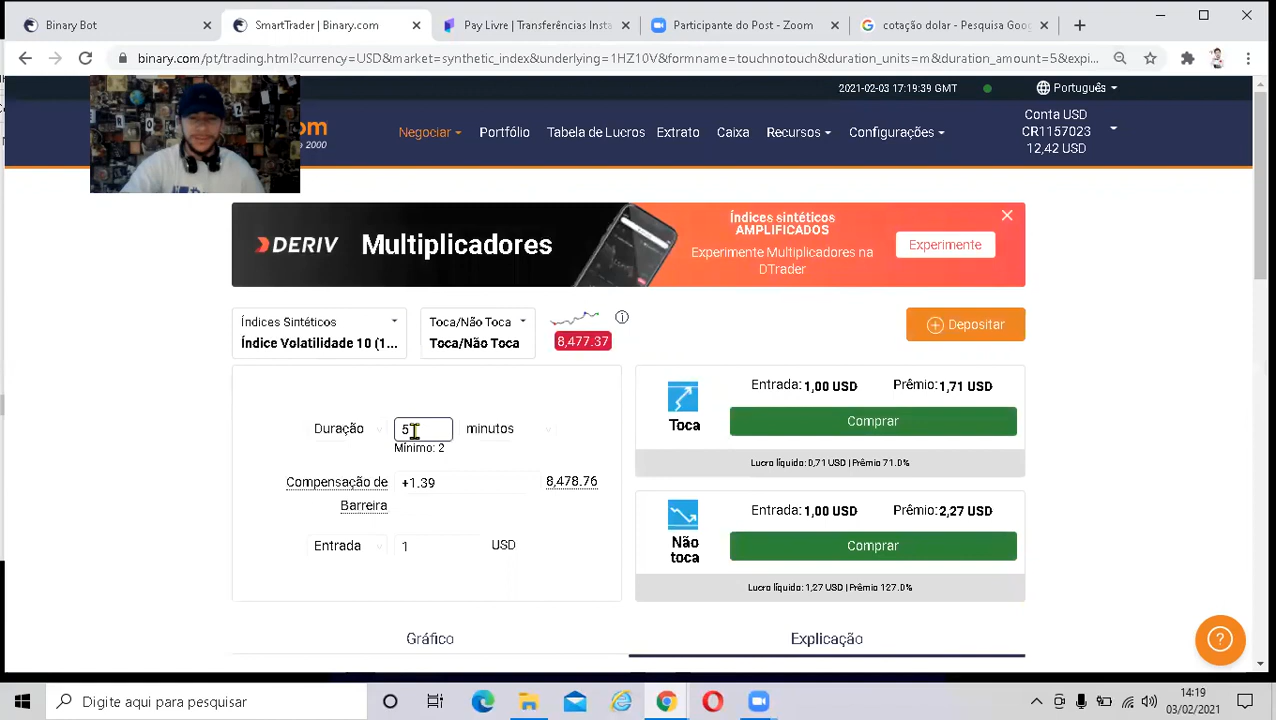 Binary Bot
SmartTrader | Binary.com
Pay Livre | Transferências Insta
Participante do Post - Zoom
cotação dolar - Pesquisa Goo
binary.com/pt/trading.html?currency=USD&market=synthetic_index&underlying=1HZ10V&formname=touchnotouch&duration_units=m&duration_amount=5&expi...
2021-02-03 17:19:39 GMT
Português
om
o 2000
Negociar
Portfólio
Tabela de Lucros
Extrato
Caixa
Recursos
Configurações
Conta USD
CR1157023
12,42 USD
DERIV
Multiplicadores
Índices sintéticos
AMPLIFICADOS
Experimente Multiplicadores na
DTrader
Experimente
Índices Sintéticos
Índice Volatilidade 10 (1...
Toca/Não Toca
Toca/Não Toca
8,477.37
Depositar
Duração
5
minutos
Mínimo: 2
Compensação de
Barreira
+1.39
8,478.76
Entrada
1
USD
Toca
Entrada: 1,00 USD
Prêmio: 1,71 USD
Comprar
Lucro líquido: 0,71 USD | Prêmio 71.0%
Não
toca
Entrada: 1,00 USD
Prêmio: 2,27 USD
Comprar
Lucro líquido: 1,27 USD | Prêmio 127.0%
Gráfico
Explicação
Digite aqui para pesquisar
14:19
03/02/2021